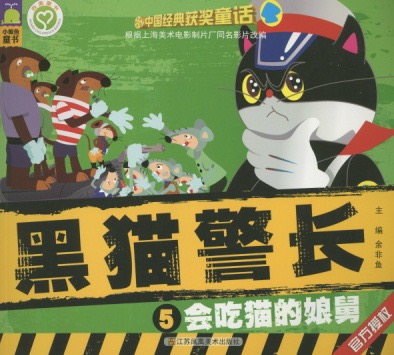 小脚鸭
童书
中国经典获奖童话
根据上海美术电影制片厂同名影片改编
黑猫警长
主编 余非鱼
5 会吃猫的娘舅
官方授权
江苏凤凰美术出版社